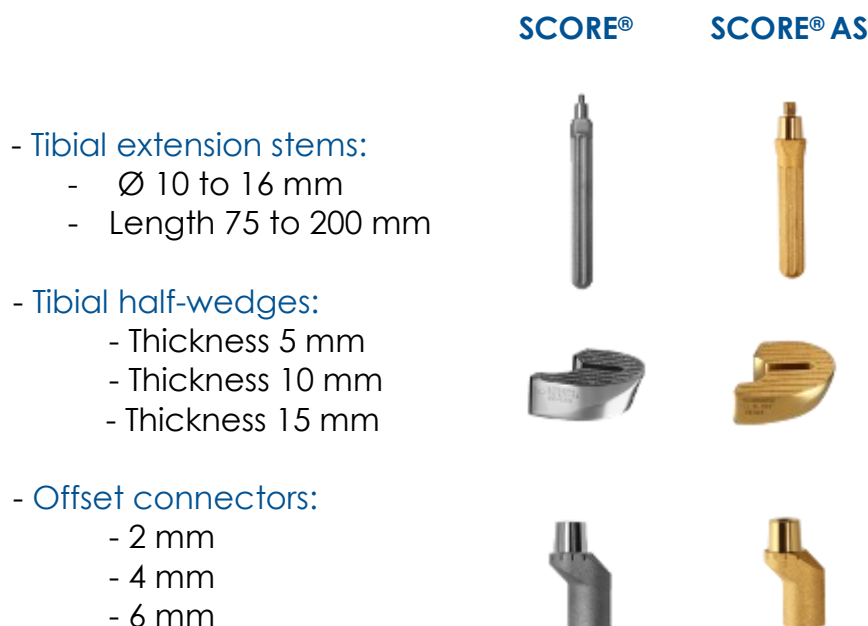 SCORE® SCORE® AS
- Tibial extension stems:
- Ø 10 to 16 mm
- Length 75 to 200 mm
- Tibial half-wedges:
- Thickness 5 mm
- Thickness 10 mm
- Thickness 15 mm
- Offset connectors:
- 2 mm
- 4 mm
- 6 mm